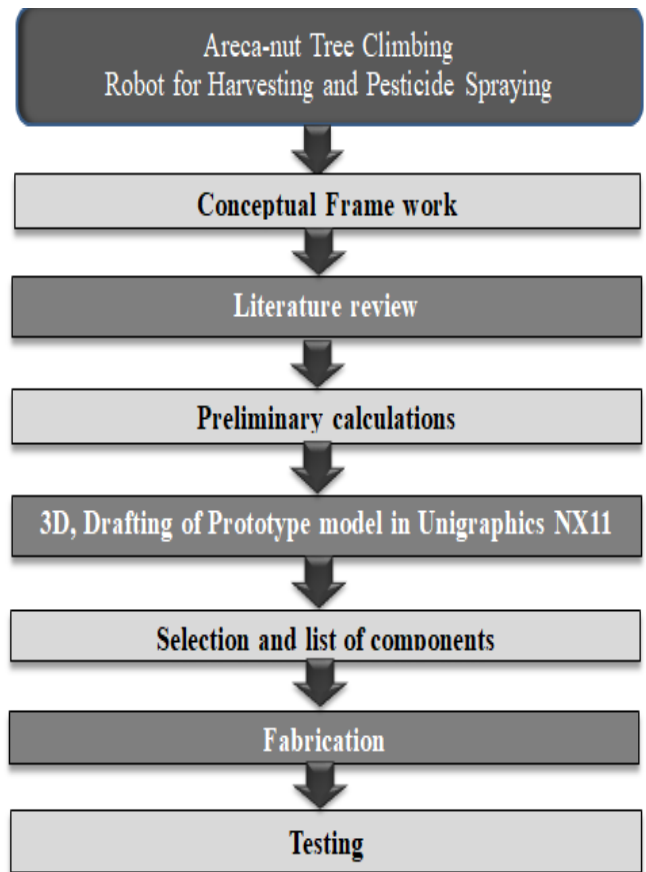 Areca-nut Tree Climbing
Robot for Harvesting and Pesticide Spraying
Conceptual Frame work
Literature review
Preliminary calculations
3D, Drafting of Prototype model in Unigraphics NX11
Selection and list of components
Fabrication
Testing